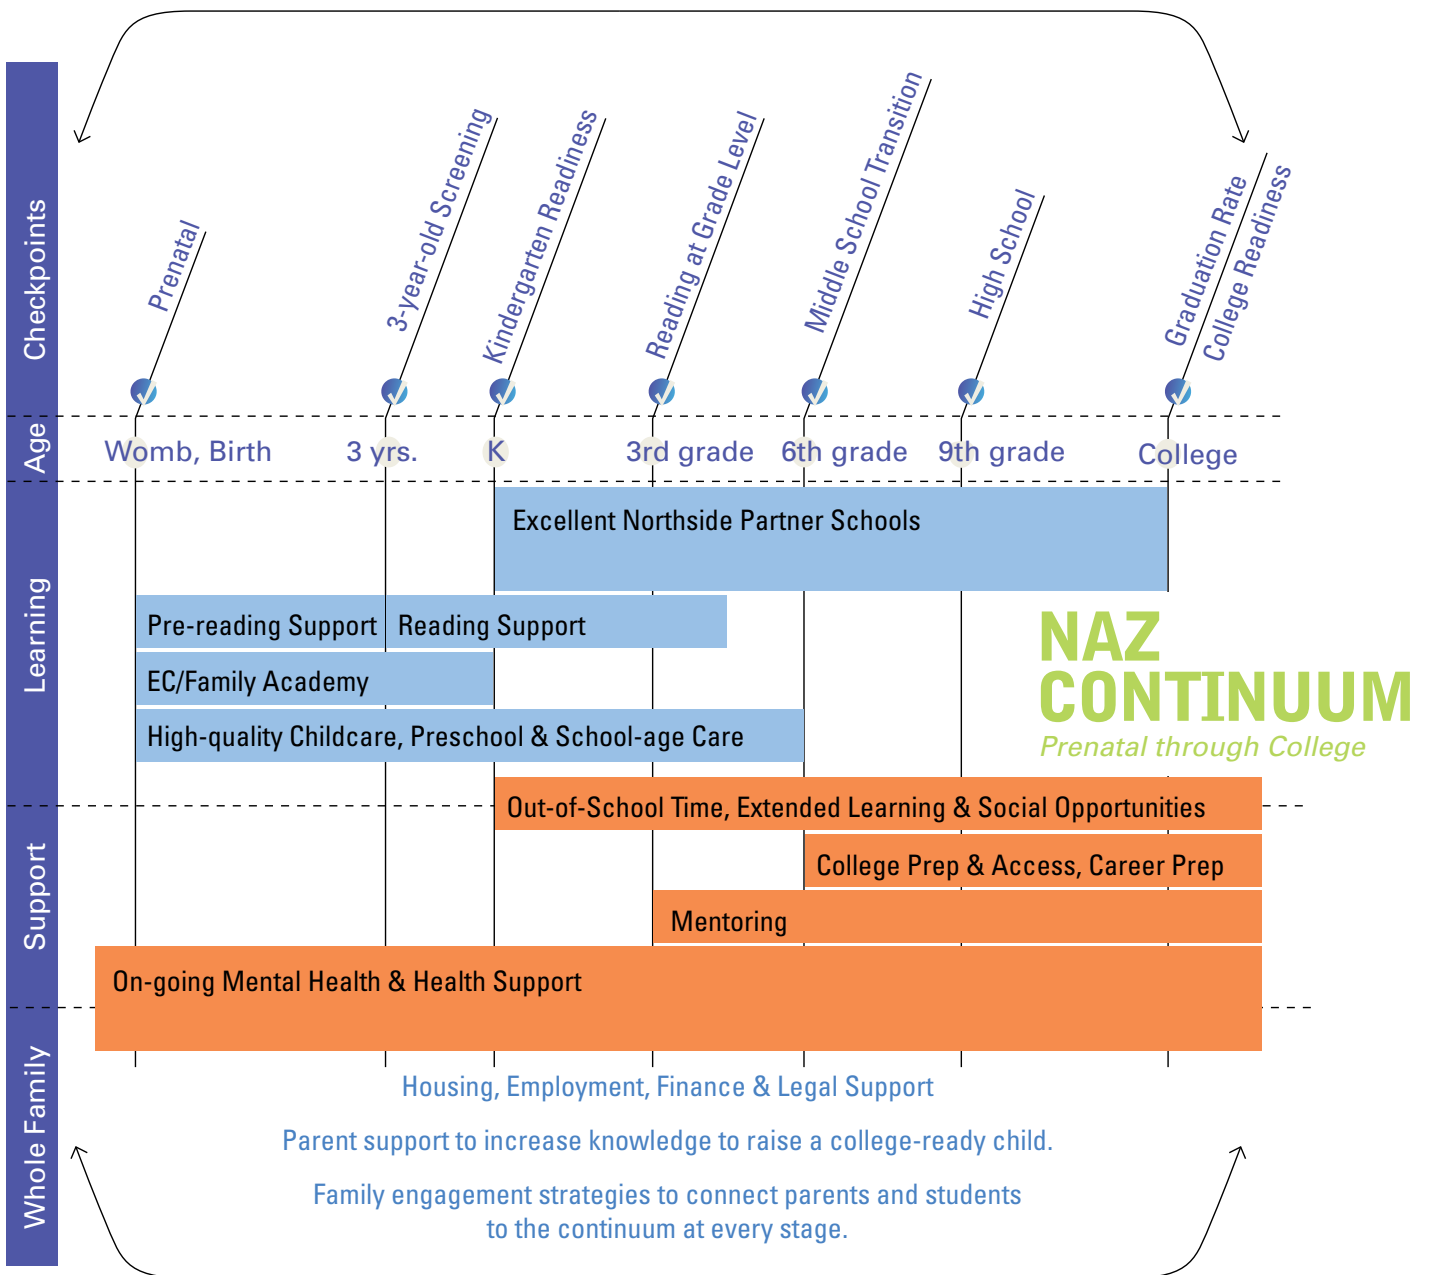 Checkpoints
Prenatal
3-year-old Screening
Kindergarten Readiness
Reading at Grade Level
Middle School Transition
High School
Graduation Rate
College Readiness
Age
Womb, Birth
3 yrs.
K
3rd grade
6th grade
9th grade
College
Learning
Excellent Northside Partner Schools
Pre-reading Support
Reading Support
EC/Family Academy
High-quality Childcare, Preschool & School-age Care
NAZ
CONTINUUM
Prenatal through College
Support
Out-of-School Time, Extended Learning & Social Opportunities
College Prep & Access, Career Prep
Mentoring
On-going Mental Health & Health Support
Whole Family
Housing, Employment, Finance & Legal Support
Parent support to increase knowledge to raise a college-ready child.
Family engagement strategies to connect parents and students
to the continuum at every stage.